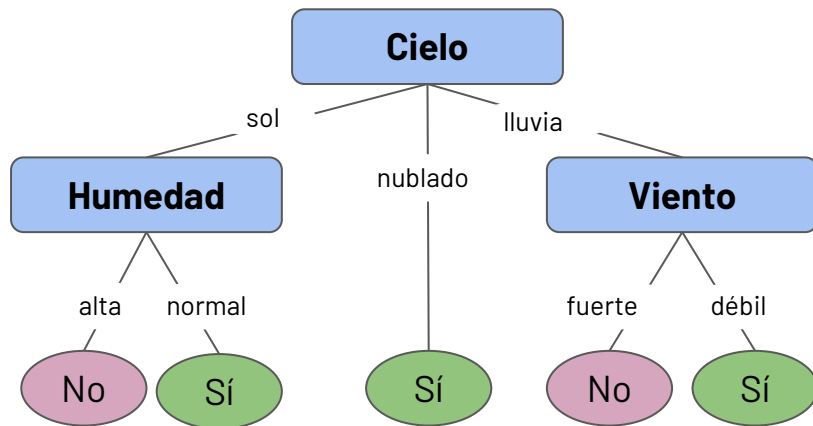 Cielo
sol
lluvia
nublado
Humedad
Viento
alta
normal
fuerte
débil
No
Sí
Sí
No
Sí